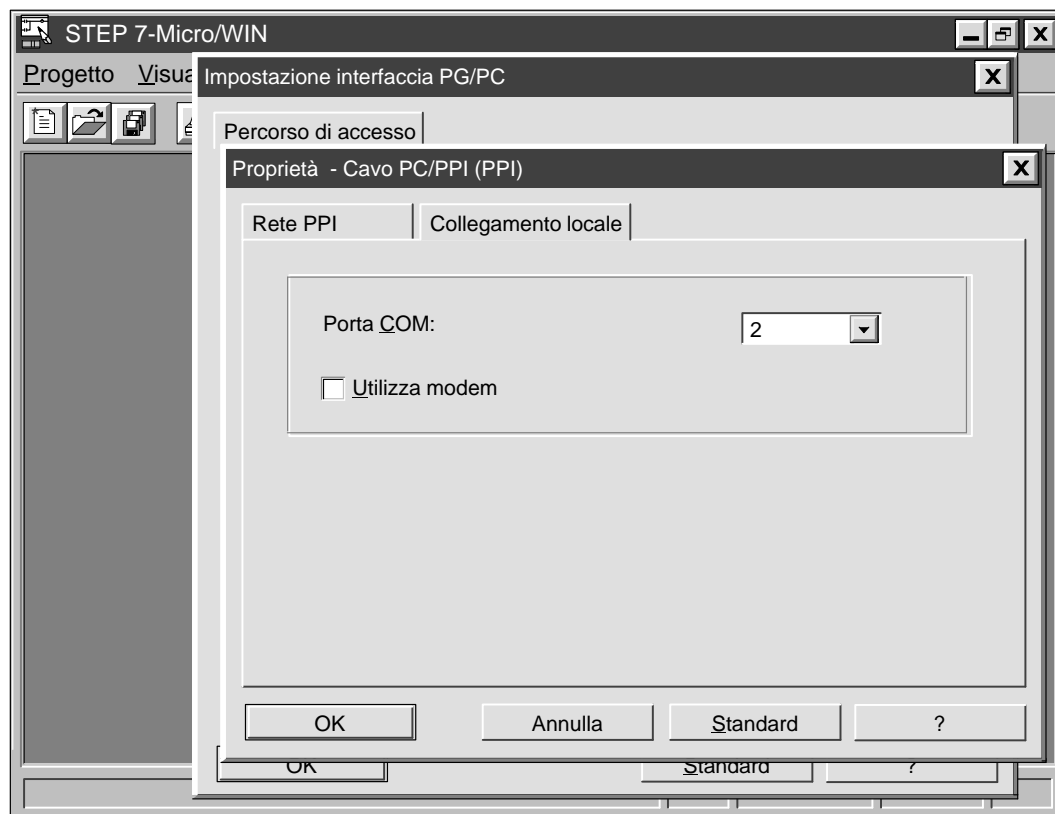 STEP 7-Micro/WIN
Progetto Visua
Impostazione interfaccia PG/PC
Percorso di accesso
Proprietà - Cavo PC/PPI (PPI)
Rete PPI Collegamento locale
Porta COM: 2
Utilizza modem
OK Annulla Standard ?
OK Standard ?